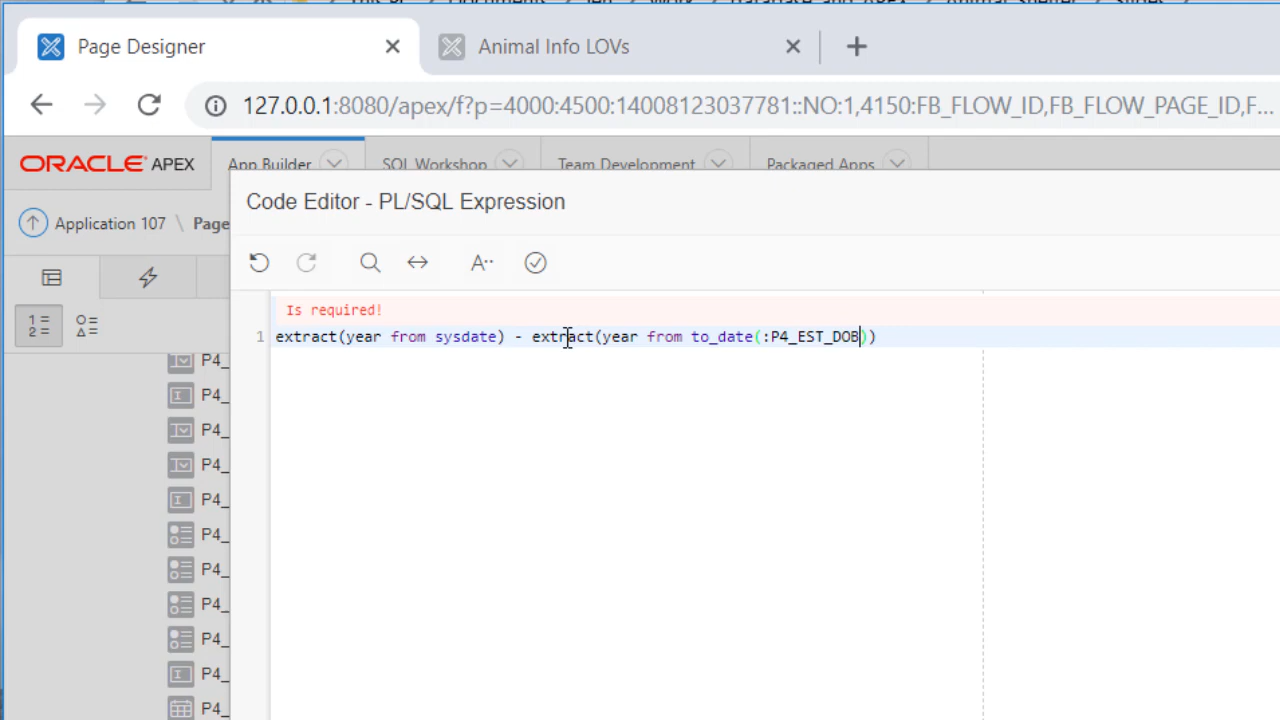 Page Designer
Animal Info LOVs
127.0.0.1:8080/apex/f?p=4000:4500:14008123037781::NO:1,4150:FB_FLOW_ID,FB_FLOW_PAGE_ID,F...
ORACLE APEX
App Builder
SQL Workshop
Team Development
Packaged Apps
Application 107 \ Page
Code Editor - PL/SQL Expression
Is required!
1 extract(year from sysdate) - extract(year from to_date(:P4_EST_DOB))
P4_
P4_
P4_
P4_
P4_
P4_
P4_
P4_
P4_
P4_
P4_